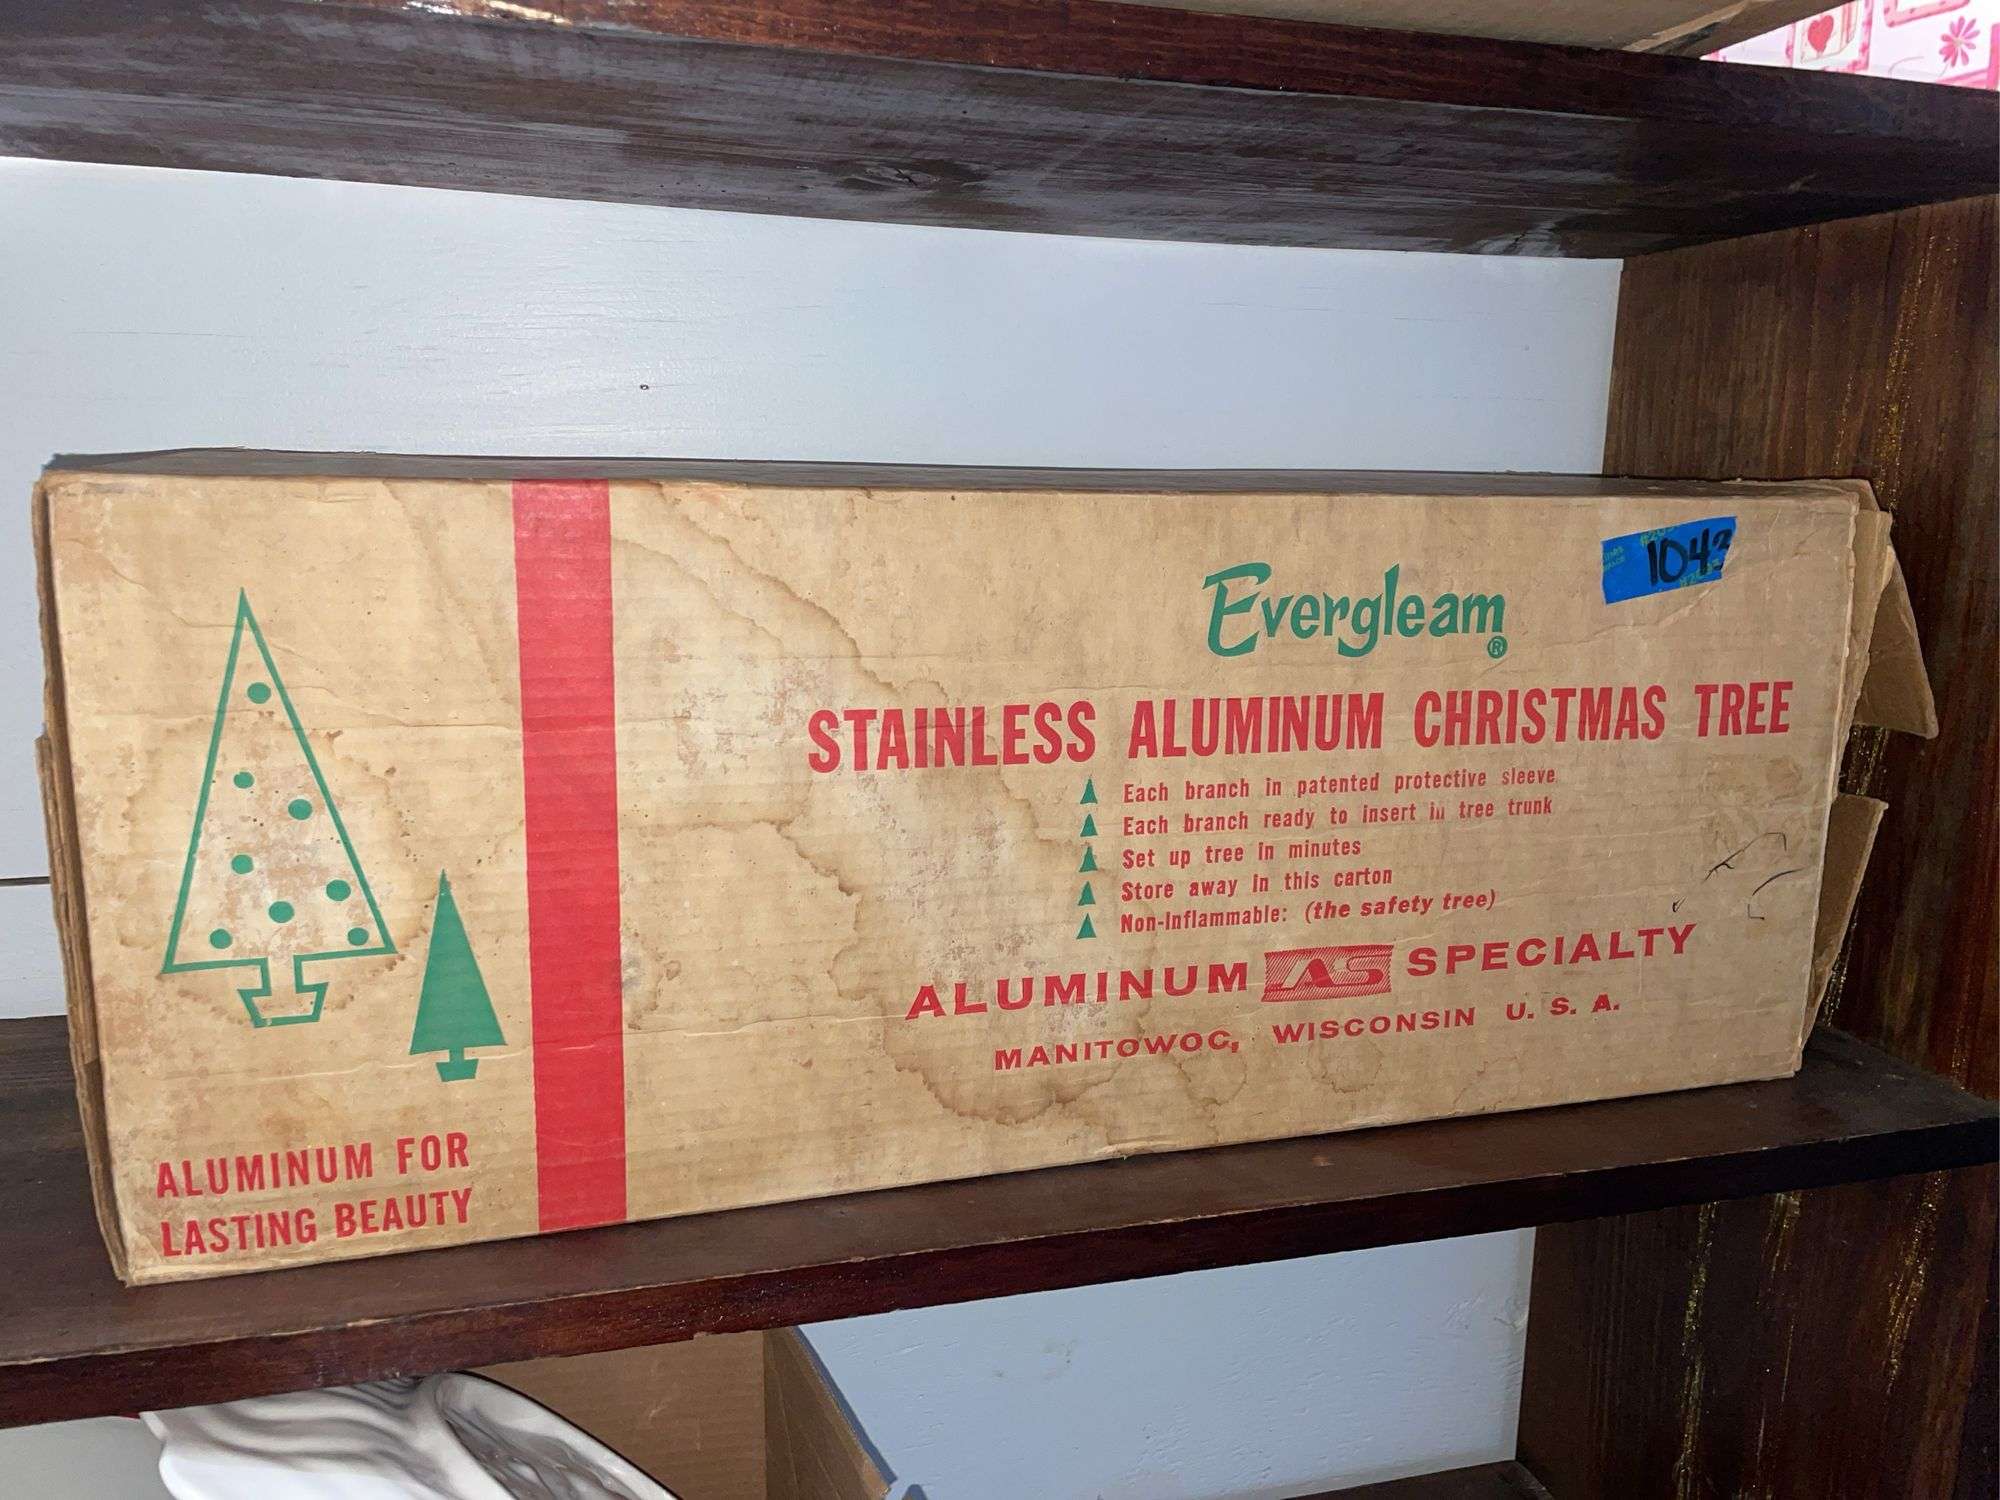 1043
Evergleam®
STAINLESS ALUMINUM CHRISTMAS TREE
Each branch in patented protective sleeve
Each branch ready to insert in tree trunk
Set up tree in minutes
Store away in this carton
Non-Inflammable: (the safety tree)
ALUMINUM AS SPECIALTY
MANITOWOC, WISCONSIN U. S. A.
ALUMINUM FOR
LASTING BEAUTY